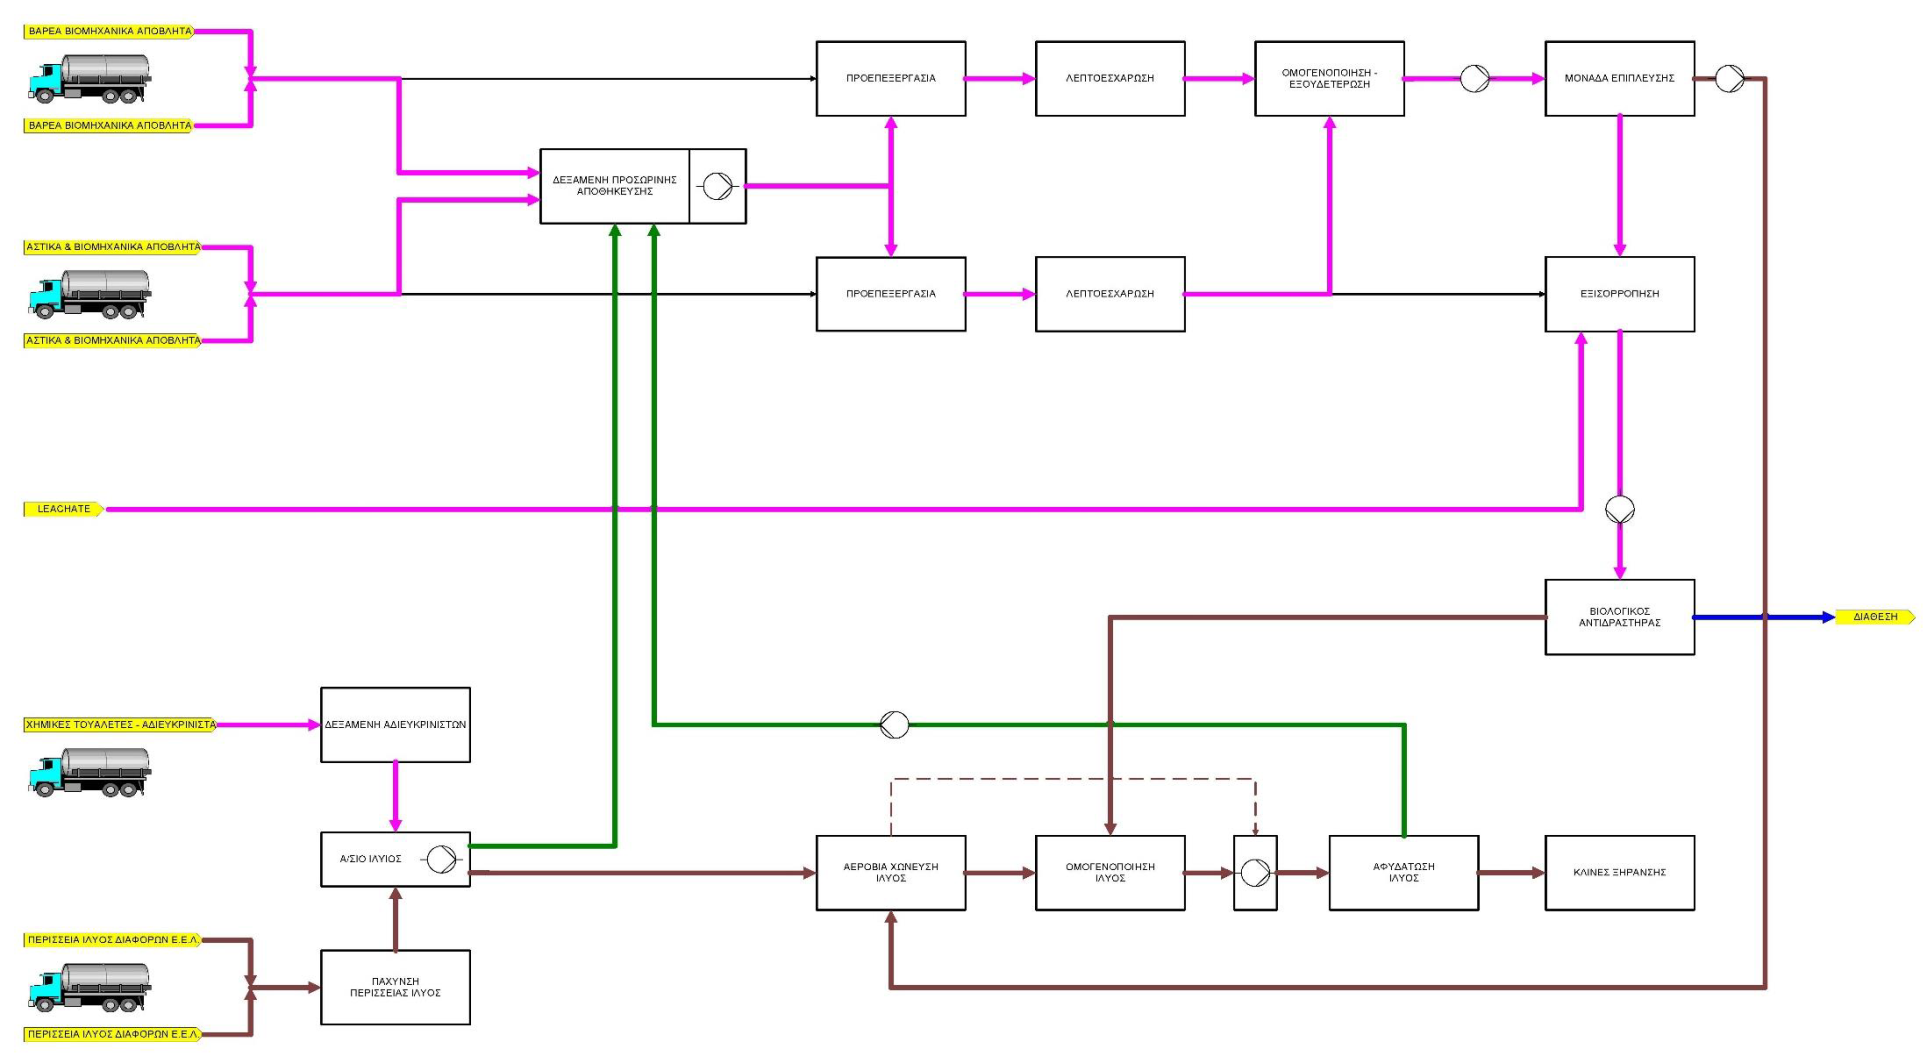 ΒΑΡΕΑ ΒΙΟΜΗΧΑΝΙΚΑ ΑΠΟΒΛΗΤΑ
ΒΑΡΕΑ ΒΙΟΜΗΧΑΝΙΚΑ ΑΠΟΒΛΗΤΑ
ΠΡΟΕΠΕΞΕΡΓΑΣΙΑ
ΛΕΠΤΟΕΣΧΑΡΩΣΗ
ΟΜΟΓΕΝΟΠΟΙΗΣΗ -
ΕΞΟΥΔΕΤΕΡΩΣΗ
ΜΟΝΑΔΑ ΕΠΙΠΛΕΥΣΗΣ
ΔΕΞΑΜΕΝΗ ΠΡΟΣΩΡΙΝΗΣ
ΑΠΟΘΗΚΕΥΣΗΣ
ΑΣΤΙΚΑ & ΒΙΟΜΗΧΑΝΙΚΑ ΑΠΟΒΛΗΤΑ
ΑΣΤΙΚΑ & ΒΙΟΜΗΧΑΝΙΚΑ ΑΠΟΒΛΗΤΑ
ΠΡΟΕΠΕΞΕΡΓΑΣΙΑ
ΛΕΠΤΟΕΣΧΑΡΩΣΗ
ΕΞΙΣΟΡΡΟΠΗΣΗ
LEACHATE
ΒΙΟΛΟΓΙΚΟΣ
ΑΝΤΙΔΡΑΣΤΗΡΑΣ
ΔΙΑΘΕΣΗ
ΧΗΜΙΚΕΣ ΤΟΥΑΛΕΤΕΣ - ΑΔΙΕΥΚΡΙΝΙΣΤΑ
ΔΕΞΑΜΕΝΗ ΑΔΙΕΥΚΡΙΝΙΣΤΩΝ
Α/ΣΙΟ ΙΛΥΙΟΣ
ΑΕΡΟΒΙΑ ΧΩΝΕΥΣΗ
ΙΛΥΟΣ
ΟΜΟΓΕΝΟΠΟΙΗΣΗ
ΙΛΥΟΣ
ΑΦΥΔΑΤΩΣΗ
ΙΛΥΟΣ
ΚΛΙΝΕΣ ΞΗΡΑΝΣΗΣ
ΠΕΡΙΣΣΕΙΑ ΙΛΥΟΣ ΔΙΑΦΟΡΩΝ Ε.Ε.Λ.
ΠΕΡΙΣΣΕΙΑ ΙΛΥΟΣ ΔΙΑΦΟΡΩΝ Ε.Ε.Λ.
ΠΑΧΥΝΣΗ
ΠΕΡΙΣΣΕΙΑΣ ΙΛΥΟΣ